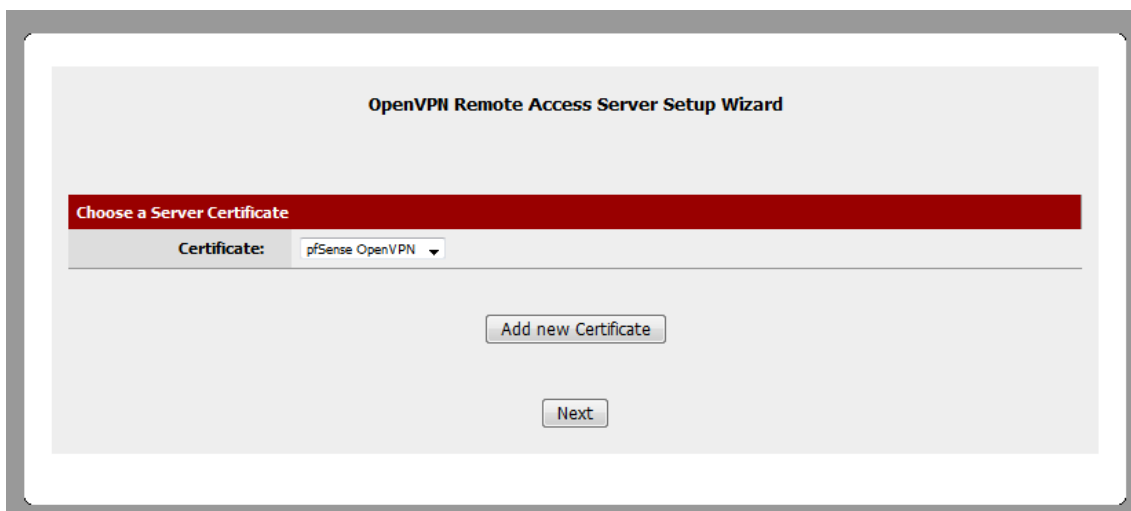 OpenVPN Remote Access Server Setup Wizard
Choose a Server Certificate
Certificate: pfSense OpenVPN
Add new Certificate
Next